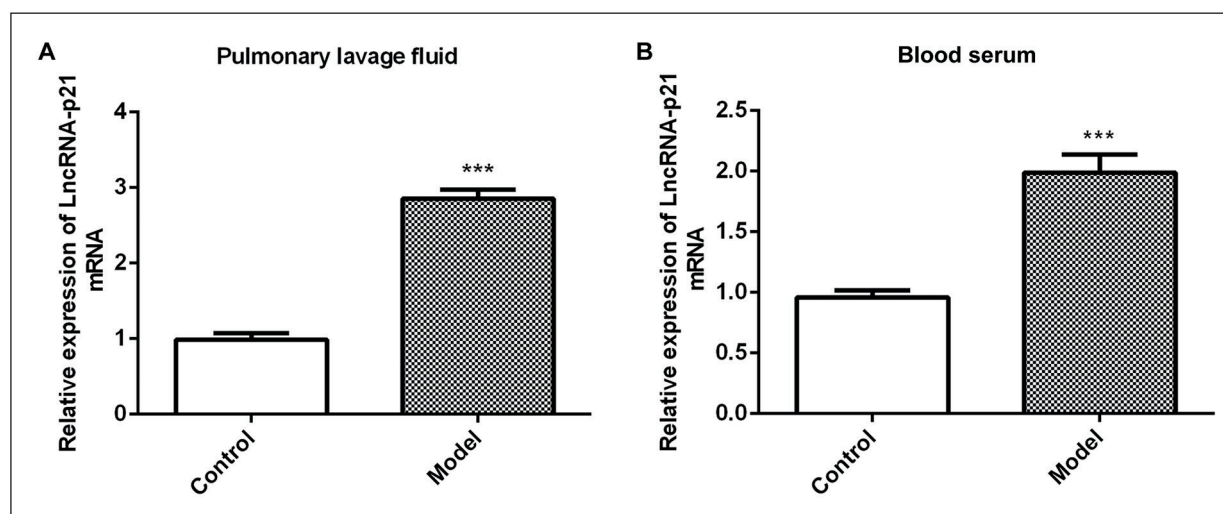 A
Pulmonary lavage fluid
Relative expression of LncRNA-p21
mRNA
4
3
2
1
0
***
Control
Model
B
Blood serum
Relative expression of LncRNA-p21
mRNA
2.5
2.0
1.5
1.0
0.5
0.0
***
Control
Model